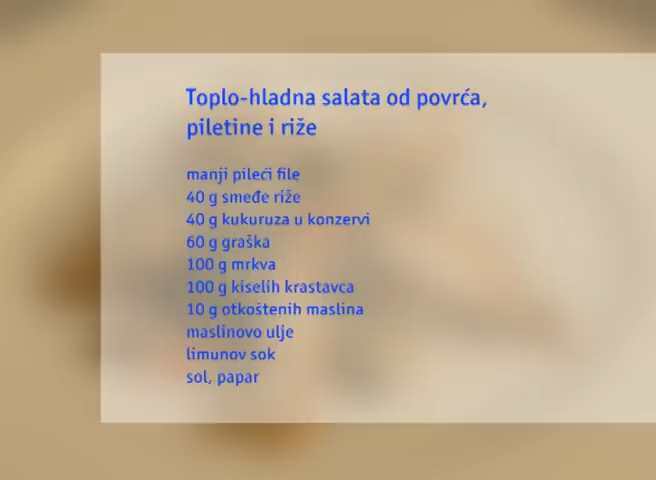 Toplo-hladna salata od povrća,
piletine i riže
manji pileći file
40 g smeđe riže
40 g kukuruza u konzervi
60 g graška
100 g mrkva
100 g kiselih krastavca
10 g otkoštenih maslina
maslinovo ulje
limunov sok
sol, papar